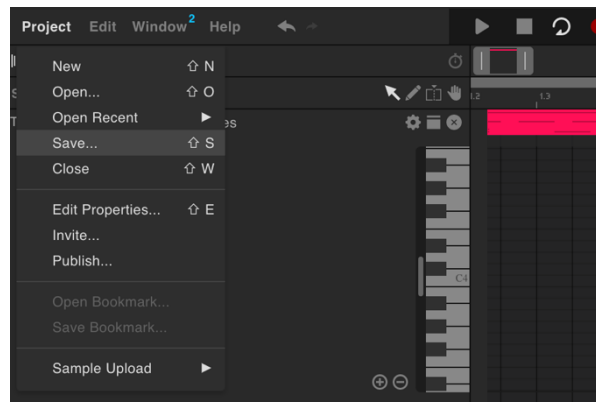 Project Edit Window 2 Help
New ⇧ N
Open... ⇧ O
1.2 1.3
Open Recent ▶
es
Save... ⇧ S
Close ⇧ W
Edit Properties... ⇧ E
Invite...
Publish...
C4
Open Bookmark...
Save Bookmark...
Sample Upload ▶